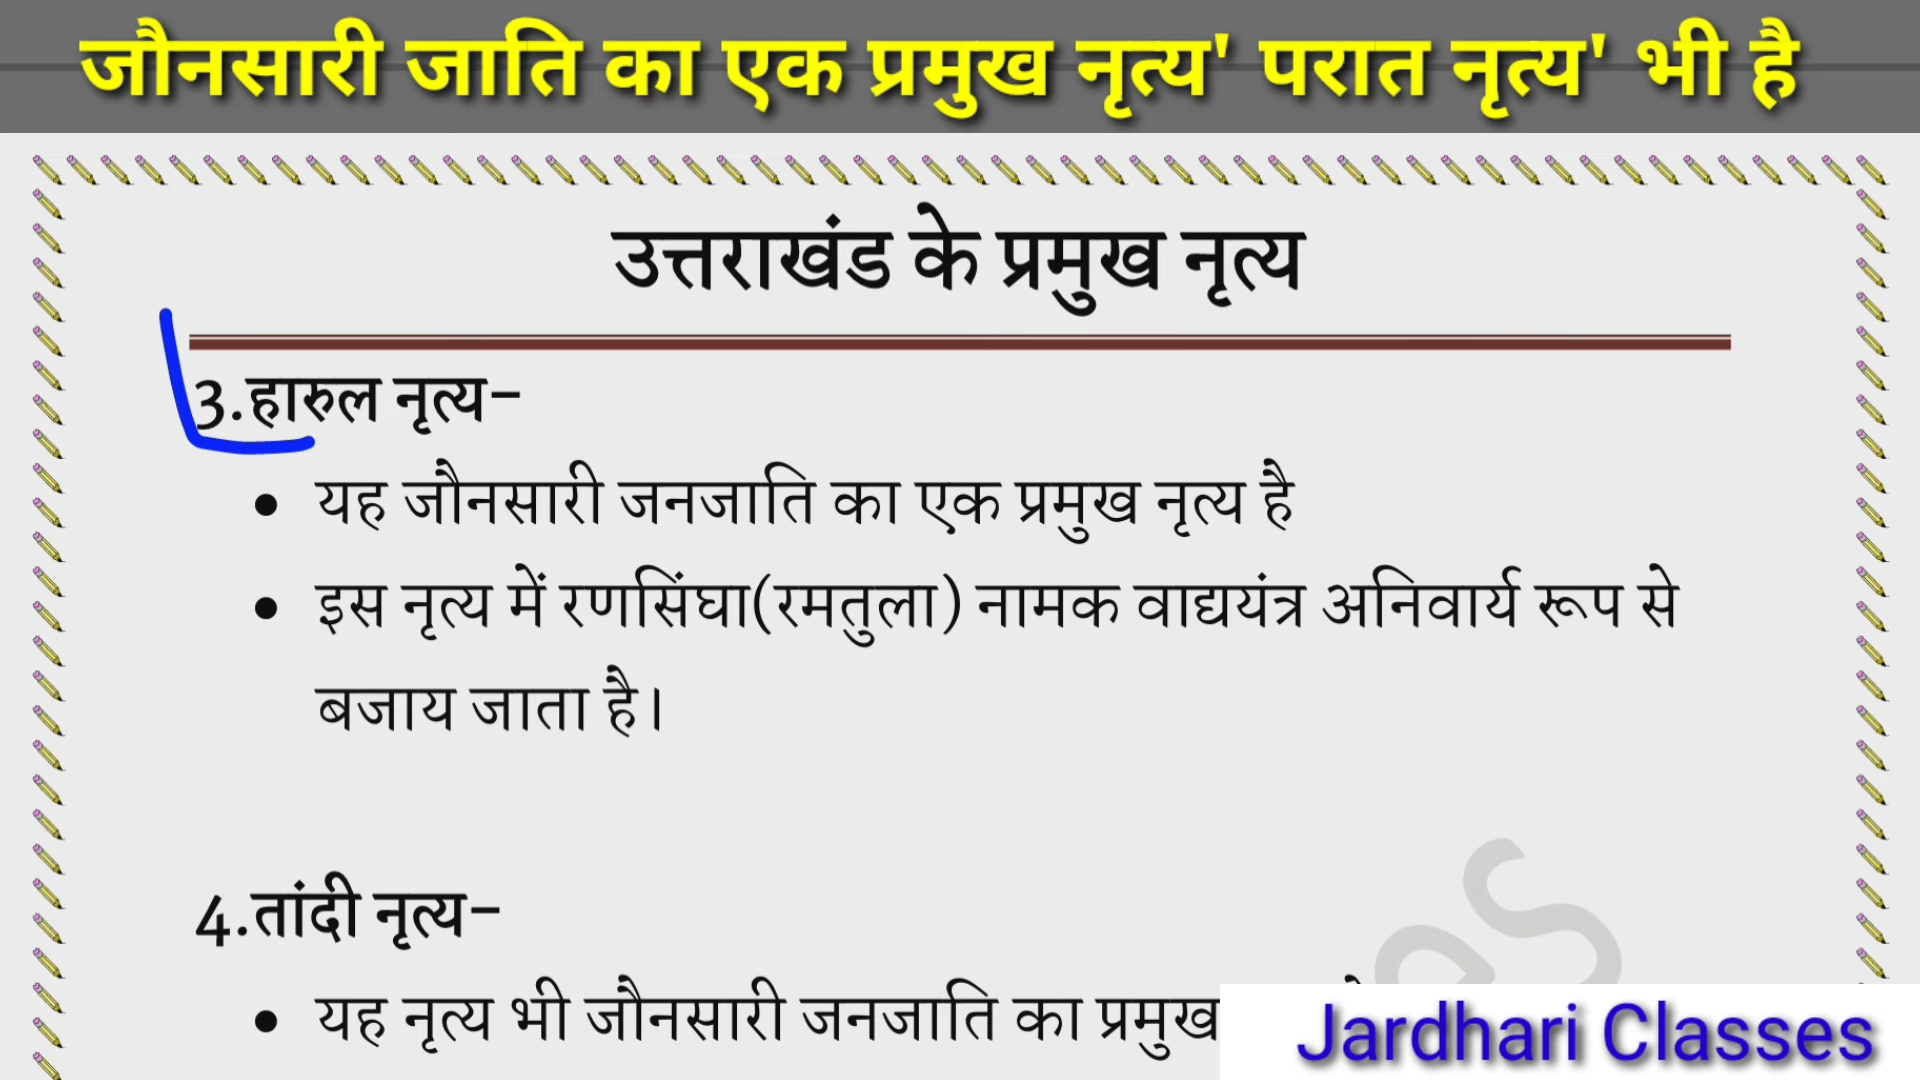 जौनसारी जाति का एक प्रमुख नृत्य' परात नृत्य' भी है
उत्तराखंड के प्रमुख नृत्य
3.हारुल नृत्य–
• यह जौनसारी जनजाति का एक प्रमुख नृत्य है
• इस नृत्य में रणसिंघा(रमतुला) नामक वाद्ययंत्र अनिवार्य रूप से
बजाय जाता है।
4.तांदी नृत्य–
• यह नृत्य भी जौनसारी जनजाति का प्रमुख
Jardhari Classes